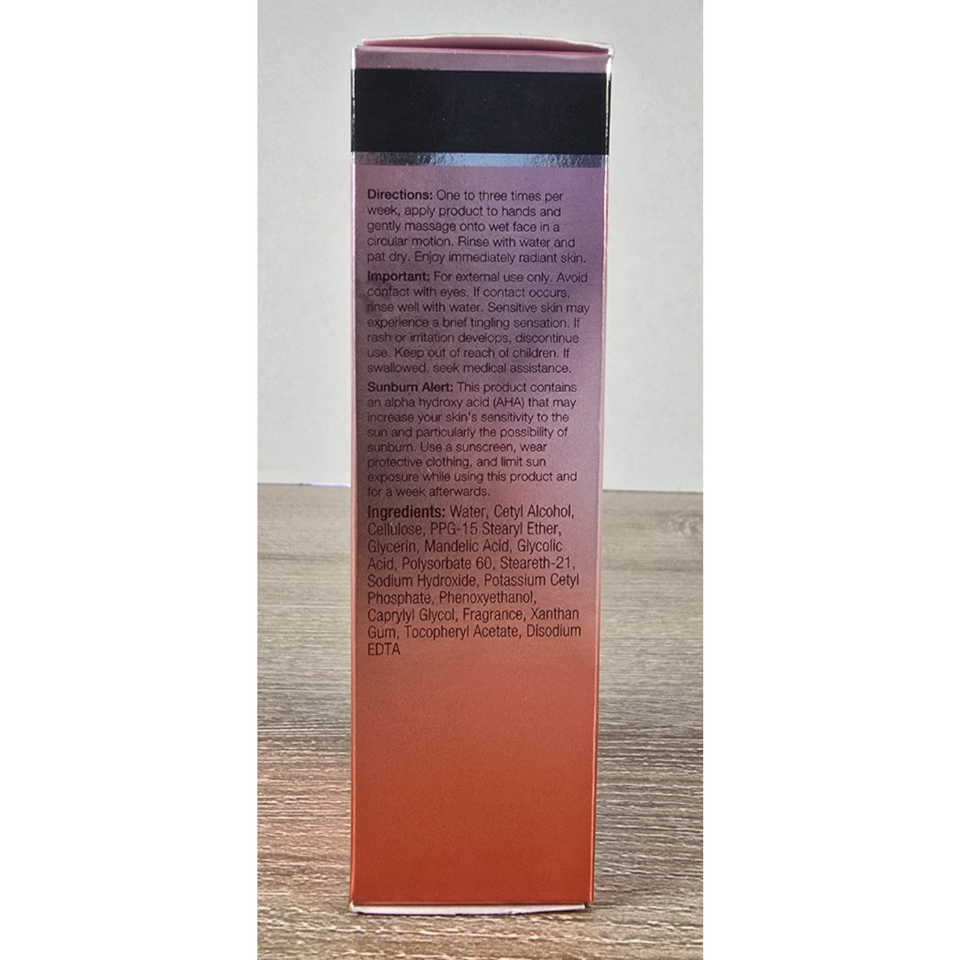 Directions: One to three times per
week, apply product to hands and
gently massage onto wet face in a
circular motion. Rinse with water and
pat dry. Enjoy immediately radiant skin.
Important: For external use only. Avoid
contact with eyes. If contact occurs,
rinse well with water. Sensitive skin may
experience a brief tingling sensation. If
rash or irritation develops, discontinue
use. Keep out of reach of children. If
swallowed, seek medical assistance.
Sunburn Alert: This product contains
an alpha hydroxy acid (AHA) that may
increase your skin's sensitivity to the
sun and particularly the possibility of
sunburn. Use a sunscreen, wear
protective clothing, and limit sun
exposure while using this product and
for a week afterwards.
Ingredients: Water, Cetyl Alcohol,
Cellulose, PPG-15 Stearyl Ether,
Glycerin, Mandelic Acid, Glycolic
Acid, Polysorbate 60, Steareth-21,
Sodium Hydroxide, Potassium Cetyl
Phosphate, Phenoxyethanol,
Caprylyl Glycol, Fragrance, Xanthan
Gum, Tocopheryl Acetate, Disodium
EDTA